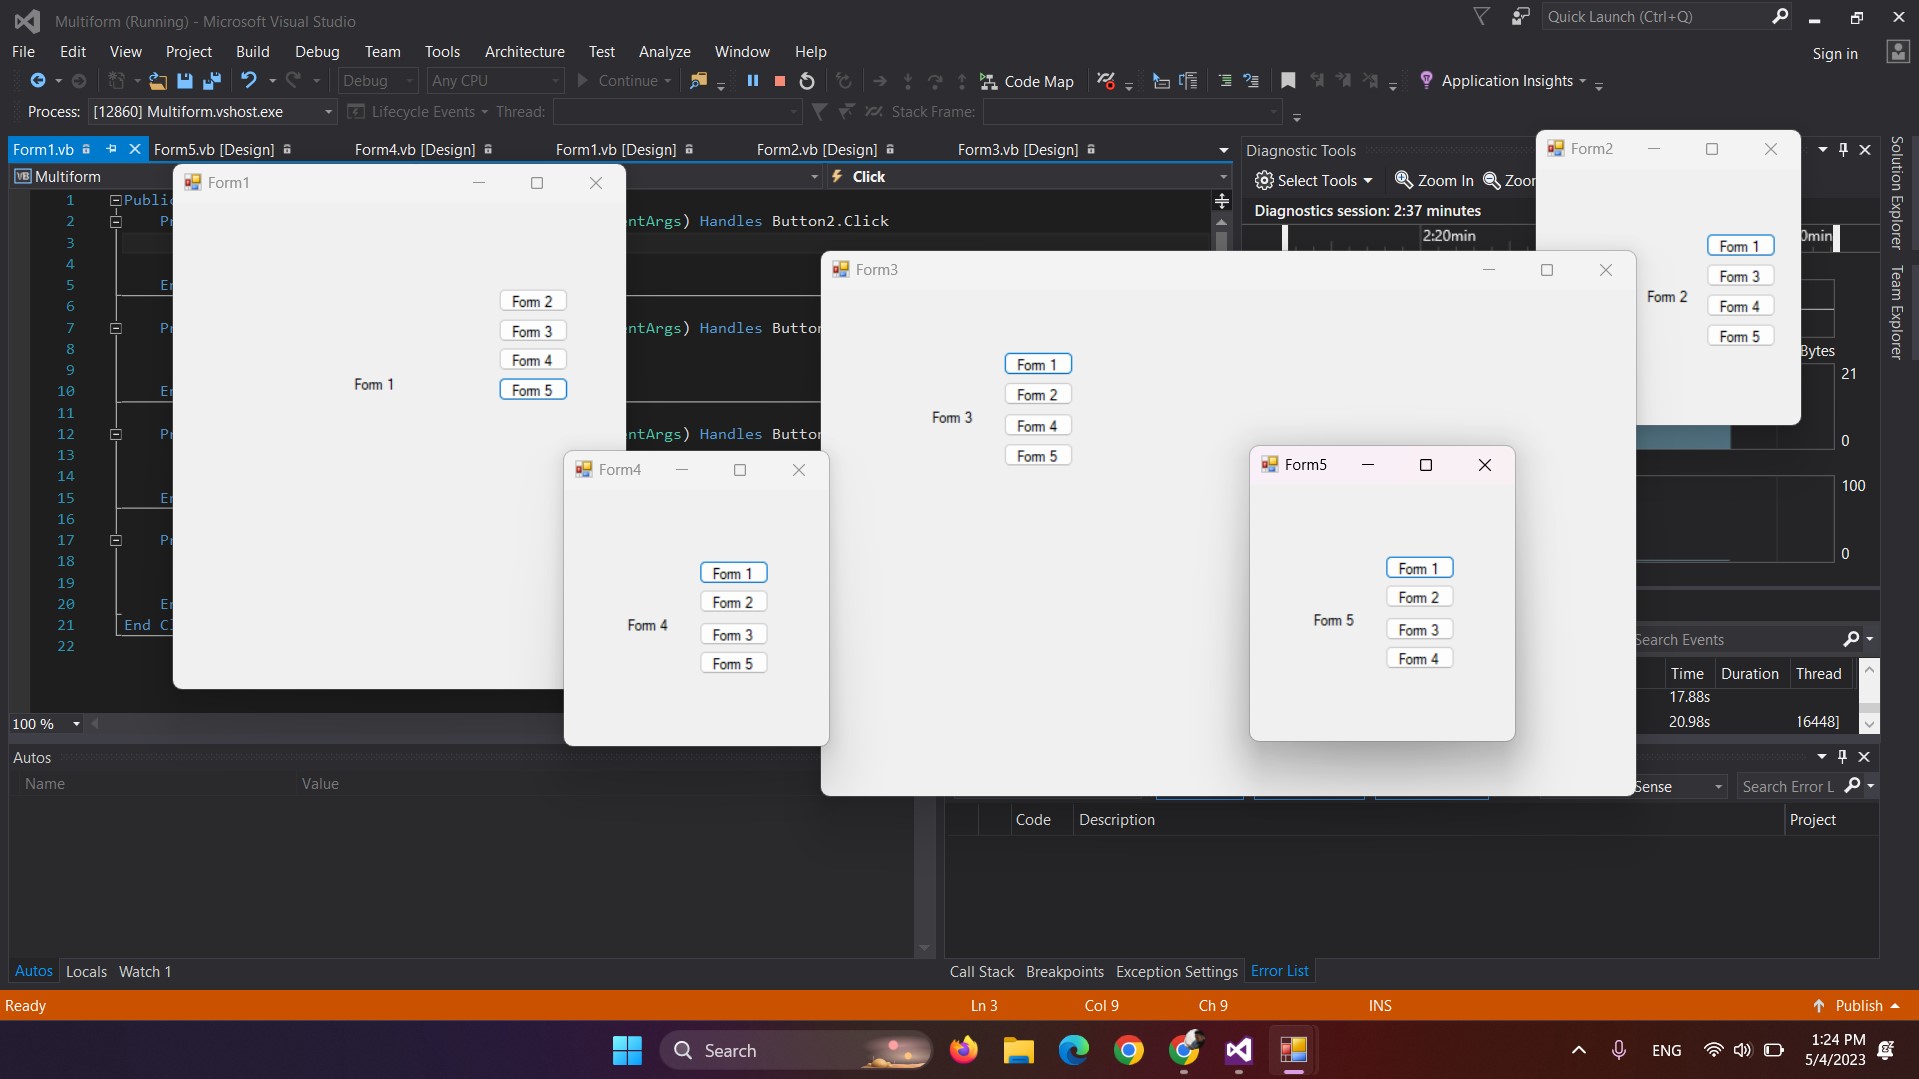 Multiform (Running) - Microsoft Visual Studio
Quick Launch (Ctrl+Q)
File Edit View Project Build Debug Team Tools Architecture Test Analyze Window Help
Sign in
Debug Any CPU Continue Code Map Application Insights
Process: [12860] Multiform.vshost.exe Lifecycle Events Thread: Stack Frame:
Form1.vb Form5.vb [Design] Form4.vb [Design] Form1.vb [Design] Form2.vb [Design] Form3.vb [Design]
Multiform Click
1 Public
2 Pr entArgs) Handles Button2.Click
3
4
5 En
6
7 Pr entArgs) Handles Button
8
9
10 En
11
12 Pr entArgs) Handles Button
13
14
15 En
16
17 Pr
18
19
20 En
21 End Cl
22
100 %
Form1
Form 1
Form 2
Form 3
Form 4
Form 5
Form4
Form 4
Form 1
Form 2
Form 3
Form 5
Form3
Form 3
Form 1
Form 2
Form 4
Form 5
Form5
Form 5
Form 1
Form 2
Form 3
Form 4
Form2
Form 2
Form 1
Form 3
Form 4
Form 5
Diagnostic Tools
Select Tools Zoom In Zoo
Diagnostics session: 2:37 minutes
2:20min 0min
Bytes
21
0
100
0
Search Events
Time Duration Thread
17.88s
20.98s 16448]
Solution Explorer
Team Explorer
Autos
Name Value
Autos Locals Watch 1
Sense Search Error L
Code Description Project
Call Stack Breakpoints Exception Settings Error List
Ready Ln 3 Col 9 Ch 9 INS Publish
Search
ENG
1:24 PM
5/4/2023